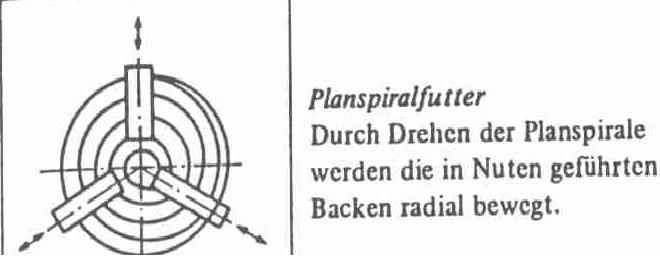 Planspiralfutter
Durch Drehen der Planspirale
werden die in Nuten geführten
Backen radial bewegt.